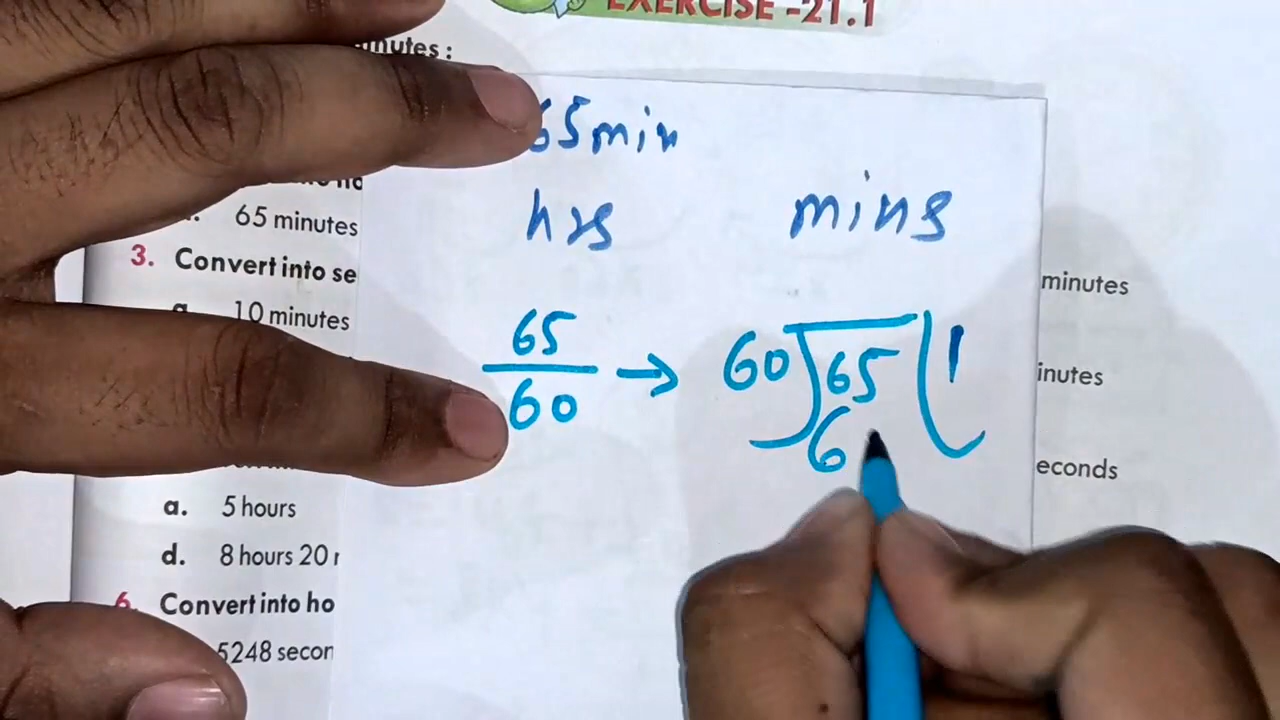 EXERCISE -21.1
minutes :
65min
hrs mins
65 minutes
3. Convert into se
minutes
10 minutes
65
60 → 60 65 1
6
inutes
econds
a. 5 hours
d. 8 hours 20
6. Convert into ho
5248 secon